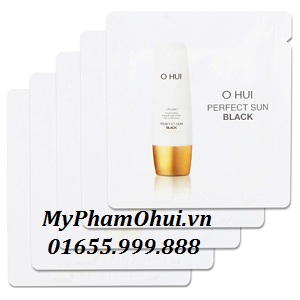 O HUI
PERFECT SUN
BLACK
O HUI
PERFECT SUN
BLACK
MyPhamOhui.vn
01655.999.888